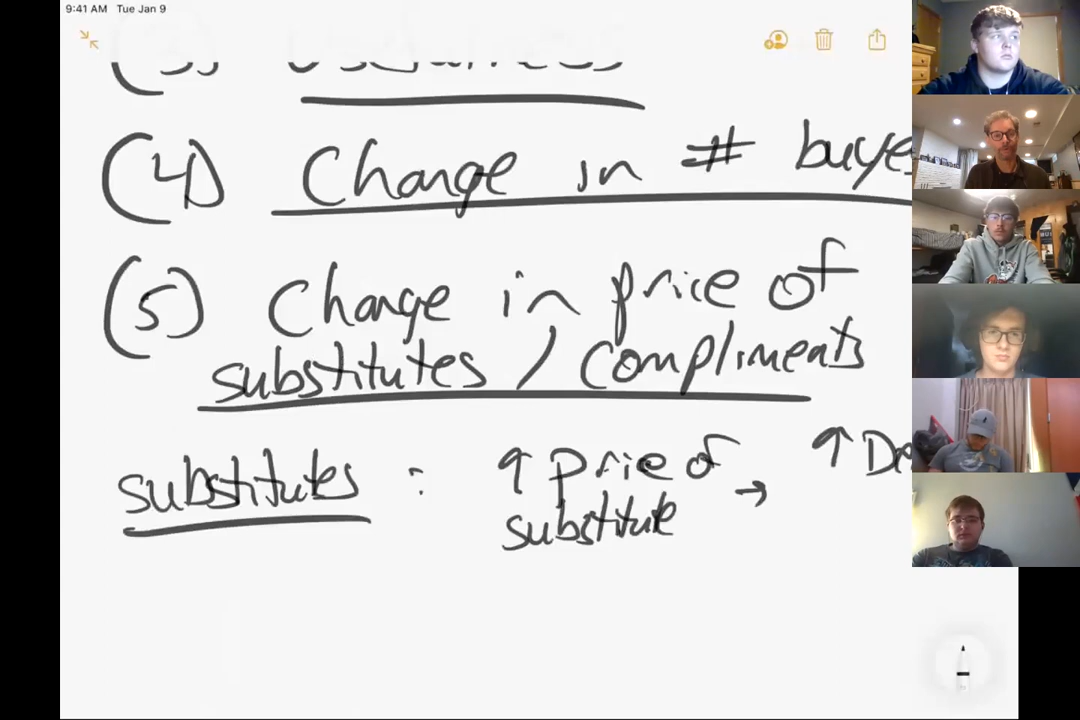 9:41 AM Tue Jan 9
(3)
(4) Change in # buye
(5) Change in price of
substitutes / compliments
substitutes : ↑ price of → ↑ De
substitute